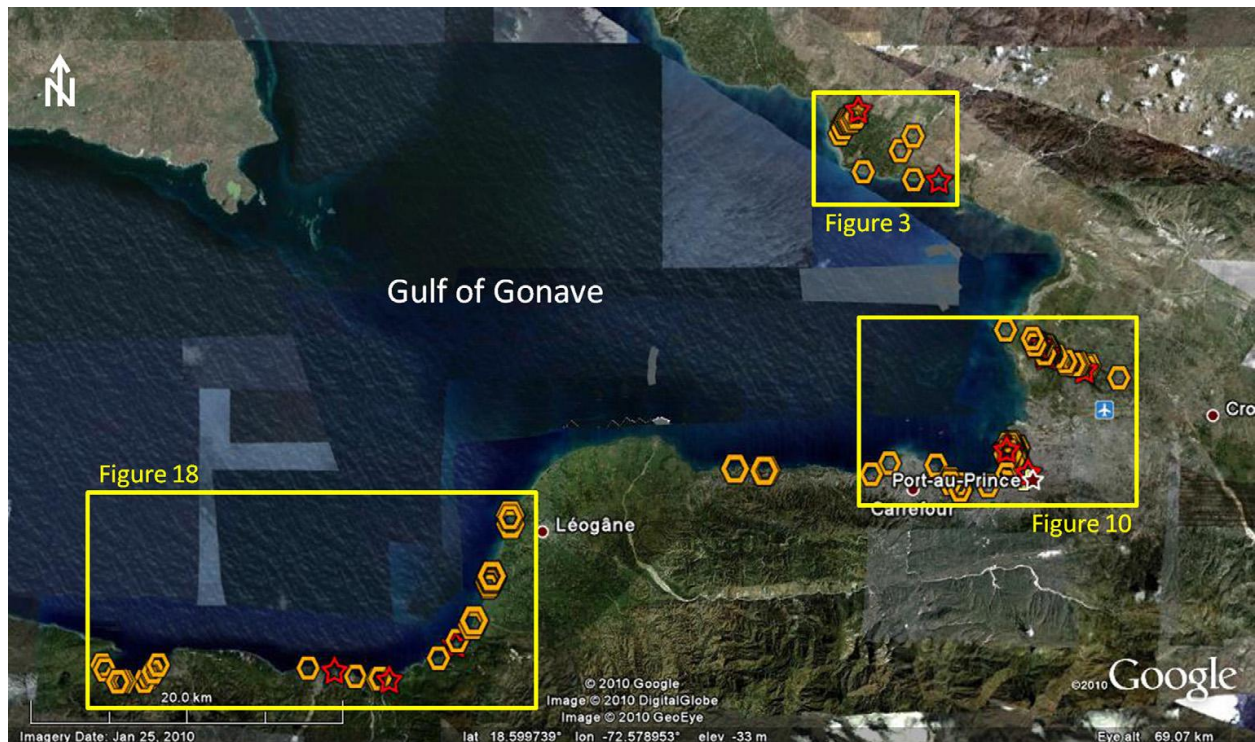 N
Figure 3
Gulf of Gonave
Cro
Figure 18
Port-au-Prince
Carrefour
Figure 10
Léogâne
20.0 km
© 2010 Google
Image © 2010 DigitalGlobe
Image © 2010 GeoEye
©2010 Google
Imagery Date: Jan 25, 2010
lat 18.599739° lon -72.578953° elev -33 m
Eye alt 69.07 km